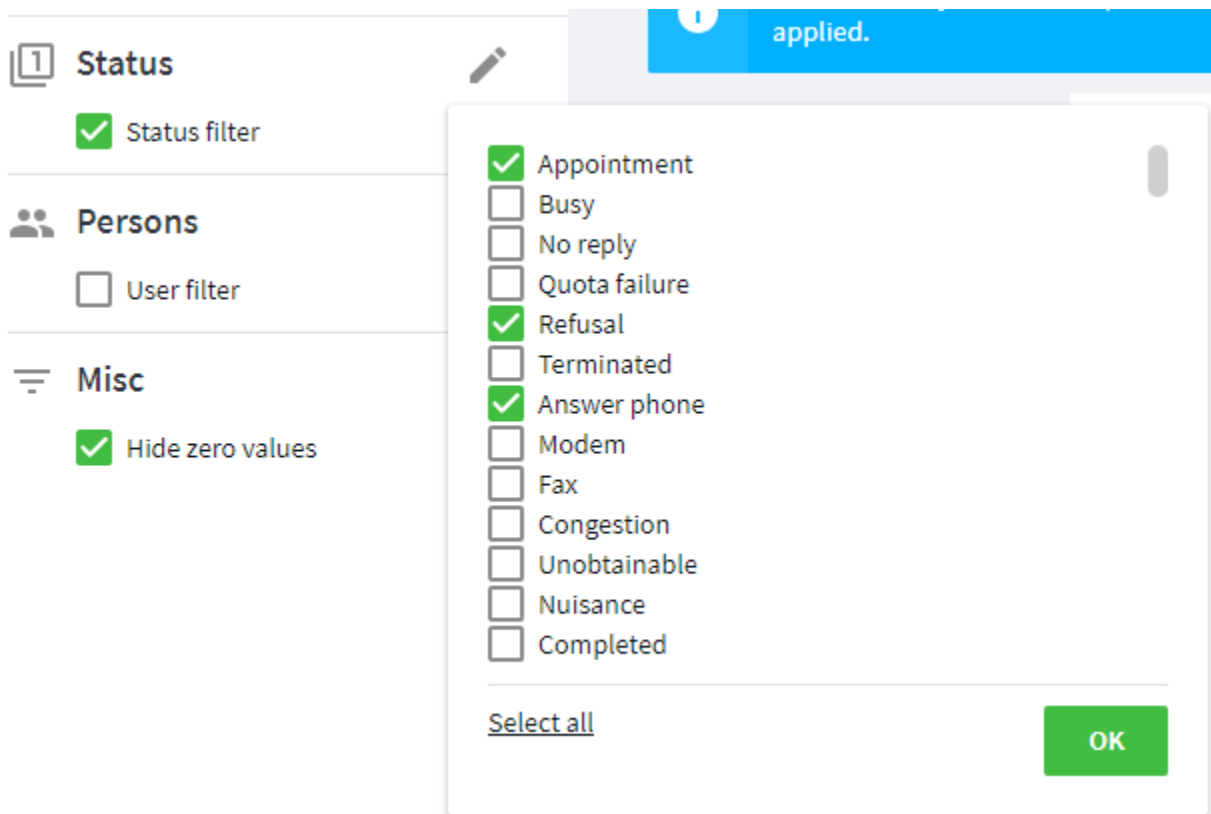 applied.
Status
Status filter
Persons
User filter
Misc
Hide zero values
Appointment
Busy
No reply
Quota failure
Refusal
Terminated
Answer phone
Modem
Fax
Congestion
Unobtainable
Nuisance
Completed
Select all
OK